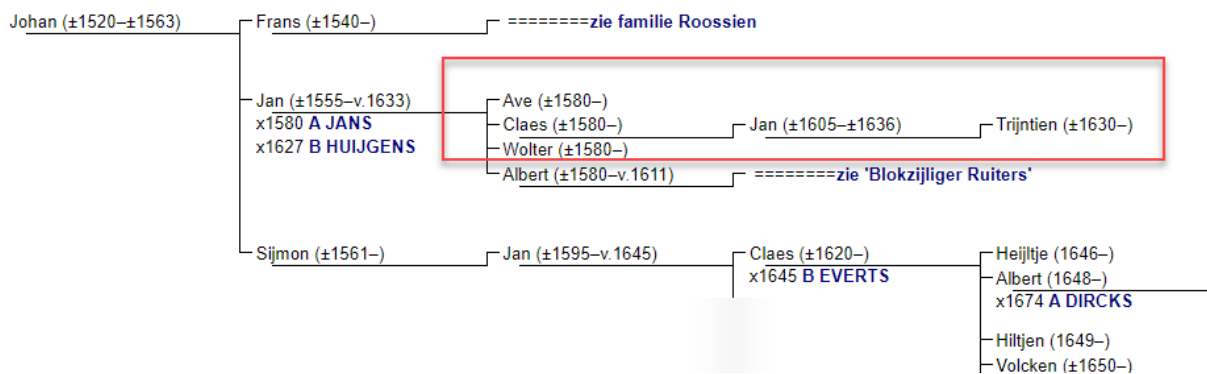 Johan (±1520–±1563)
Frans (±1540–)
========zie familie Roossien
Jan (±1555–v.1633)
x1580 A JANS
x1627 B HUIJGENS
Ave (±1580–)
Claes (±1580–)
Jan (±1605–±1636)
Trijntien (±1630–)
Wolter (±1580–)
Albert (±1580–v.1611)
========zie 'Blokzijliger Ruiters'
Sijmon (±1561–)
Jan (±1595–v.1645)
Claes (±1620–)
x1645 B EVERTS
Heijltje (1646–)
Albert (1648–)
x1674 A DIRCKS
Hiltjen (1649–)
Volcken (±1650–)